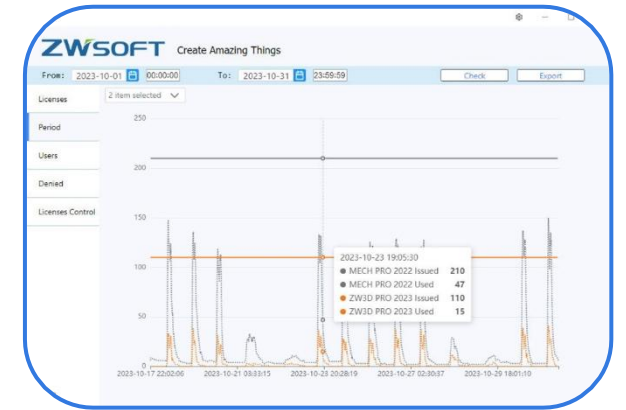 ZWSOFT Create Amazing Things
From: 2023-10-01 00:00:00 To: 2023-10-31 23:59:59 Check Export
Licenses
2 item selected
Period
Users
Denied
Licenses Control
250
200
150
100
50
0
2023-10-23 19:05:30
MECH PRO 2022 Issued 210
MECH PRO 2022 Used 47
ZW3D PRO 2023 Issued 110
ZW3D PRO 2023 Used 15
2023-10-17 22:02:06 2023-10-21 03:33:15 2023-10-23 20:28:19 2023-10-27 02:30:37 2023-10-29 18:01:10